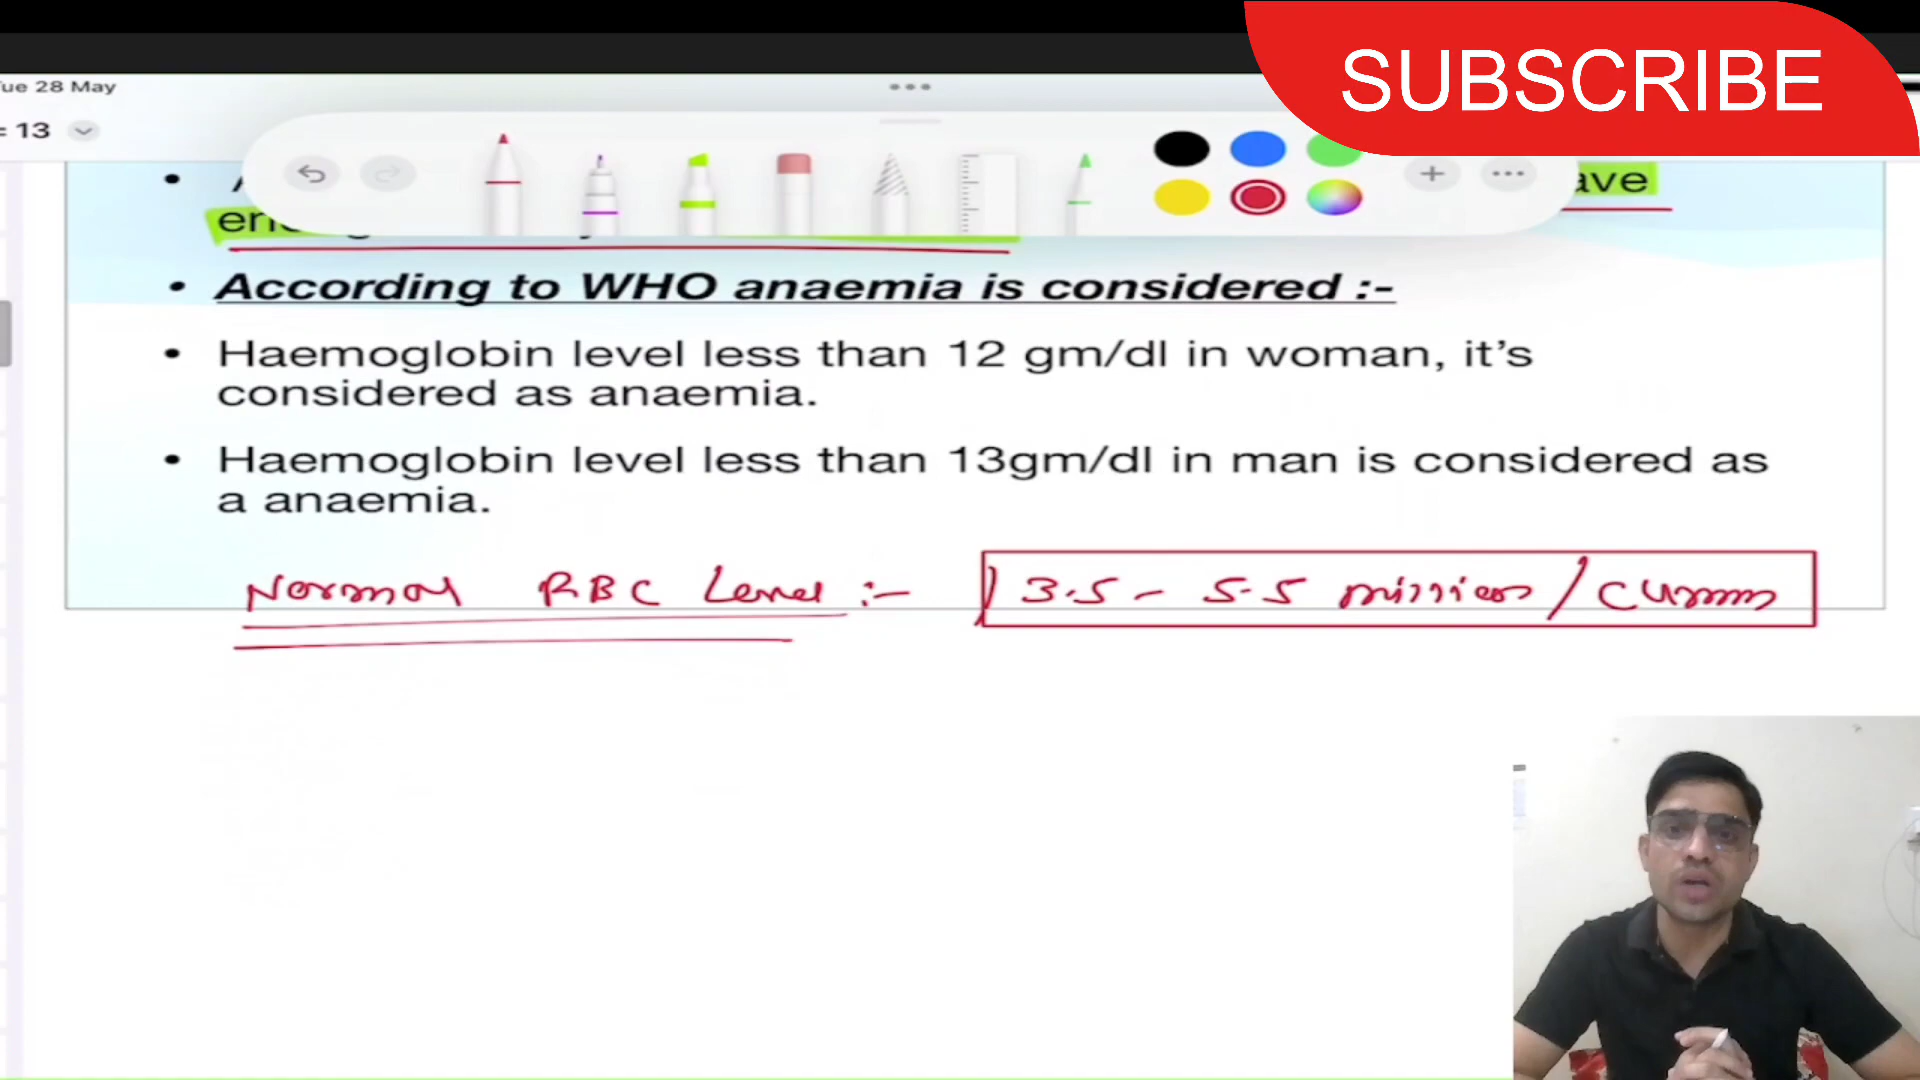 SUBSCRIBE
Tue 28 May
= 13
ave
• According to WHO anaemia is considered :-
• Haemoglobin level less than 12 gm/dl in woman, it's
considered as anaemia.
• Haemoglobin level less than 13gm/dl in man is considered as
a anaemia.
Normal RBC Level :- 3.5 - 5.5 million / cumm